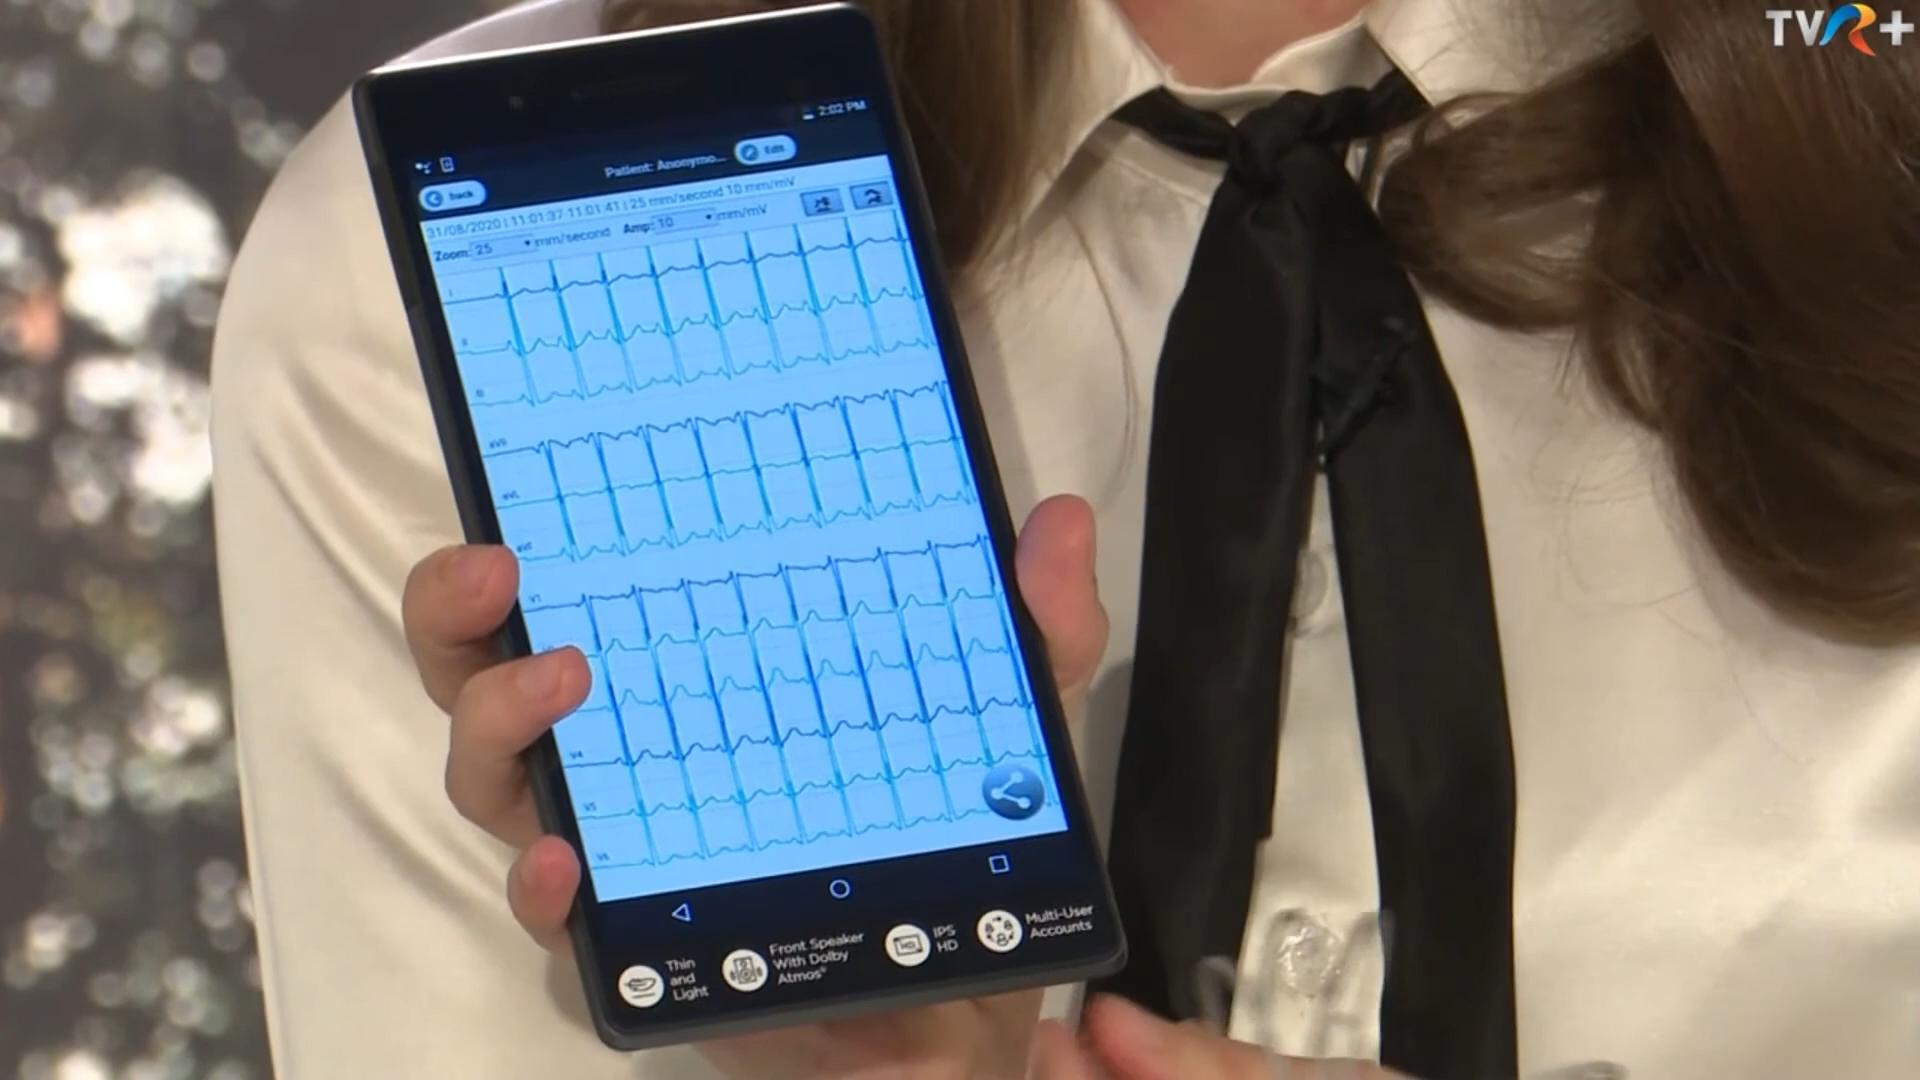 TVR+
2:02 PM
Patient: Anonymo...
Edit
back
31/08/2020 | 11:01:37-11:01:41 | 25 mm/second 10 mm/mV
Zoom: 25 mm/second Amp: 10 mm/mV
I
II
III
aVR
aVL
aVF
V1
V4
V5
V6
Thin
and
Light
Front Speaker
With Dolby
Atmos®
HD
IPS
HD
Multi-User
Accounts